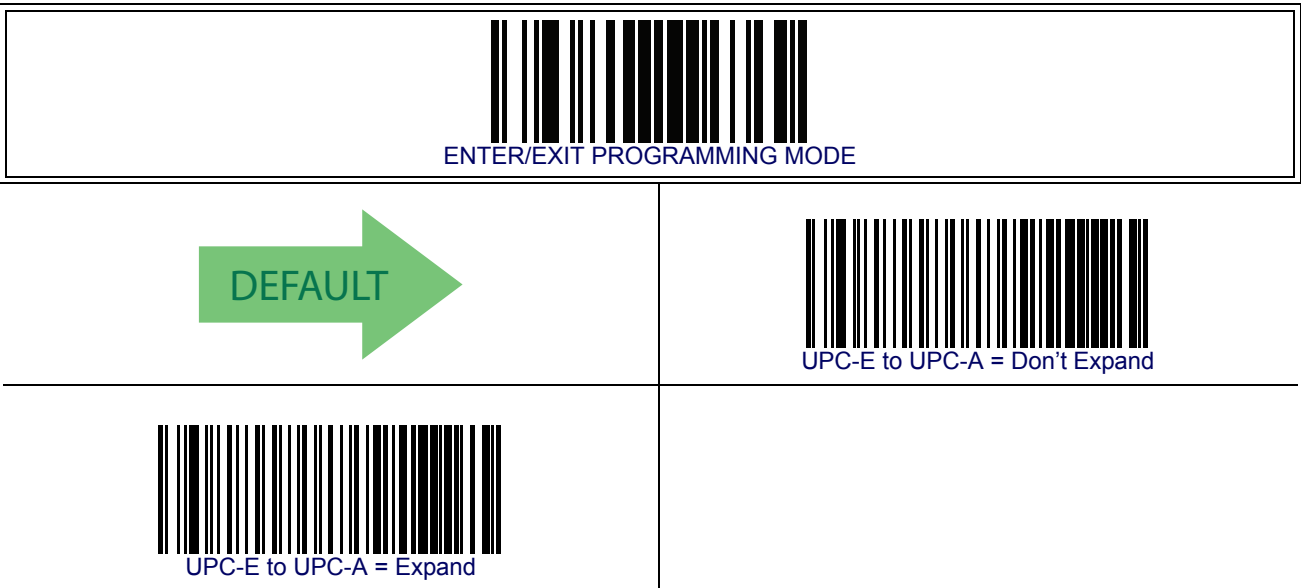 ENTER/EXIT PROGRAMMING MODE
DEFAULT
UPC-E to UPC-A = Don’t Expand
UPC-E to UPC-A = Expand